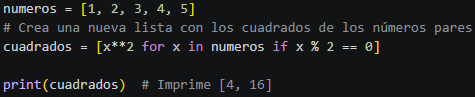 numeros = [1, 2, 3, 4, 5]
# Crea una nueva lista con los cuadrados de los números pares
cuadrados = [x**2 for x in numeros if x % 2 == 0]
print(cuadrados)  # Imprime [4, 16]